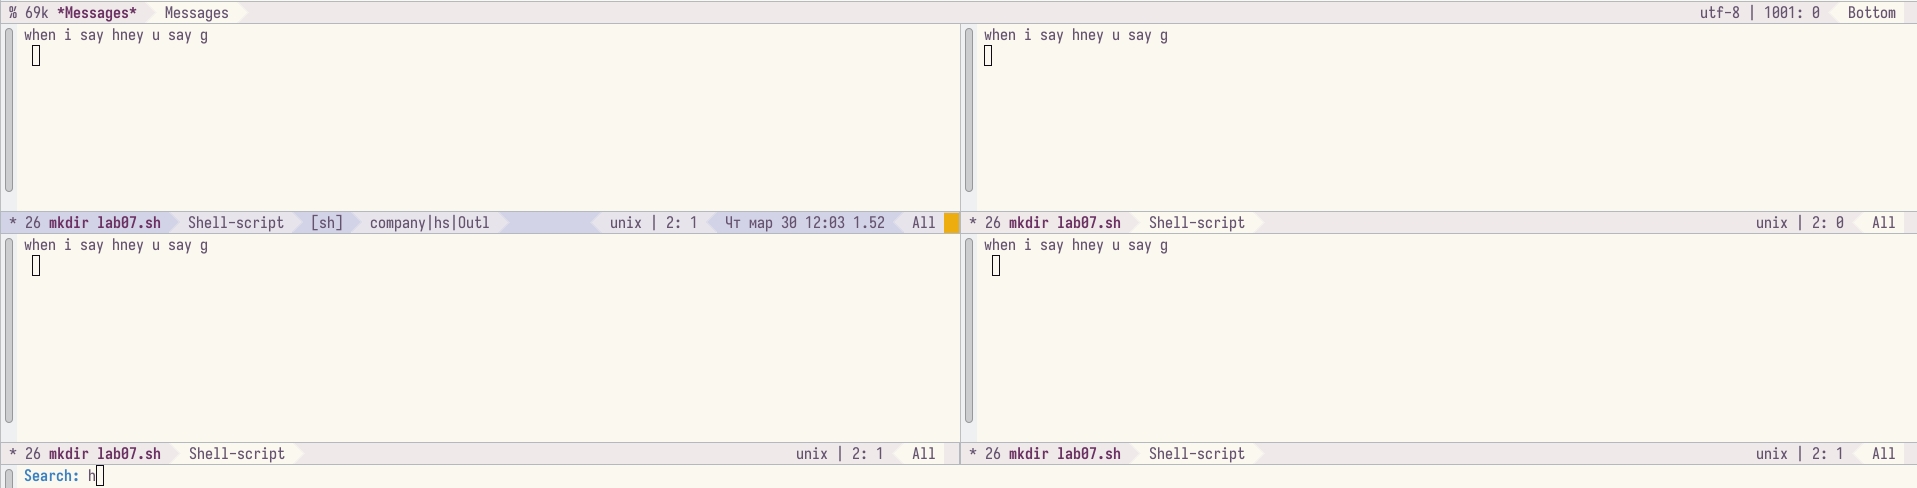 % 69k *Messages* Messages utf-8 | 1001: 0 Bottom
when i say hney u say g
when i say hney u say g
* 26 mkdir lab07.sh Shell-script [sh] company|hs|Outl unix | 2: 1 Чт мар 30 12:03 1.52 All
* 26 mkdir lab07.sh Shell-script unix | 2: 0 All
when i say hney u say g
when i say hney u say g
* 26 mkdir lab07.sh Shell-script unix | 2: 1 All
* 26 mkdir lab07.sh Shell-script unix | 2: 1 All
Search: h